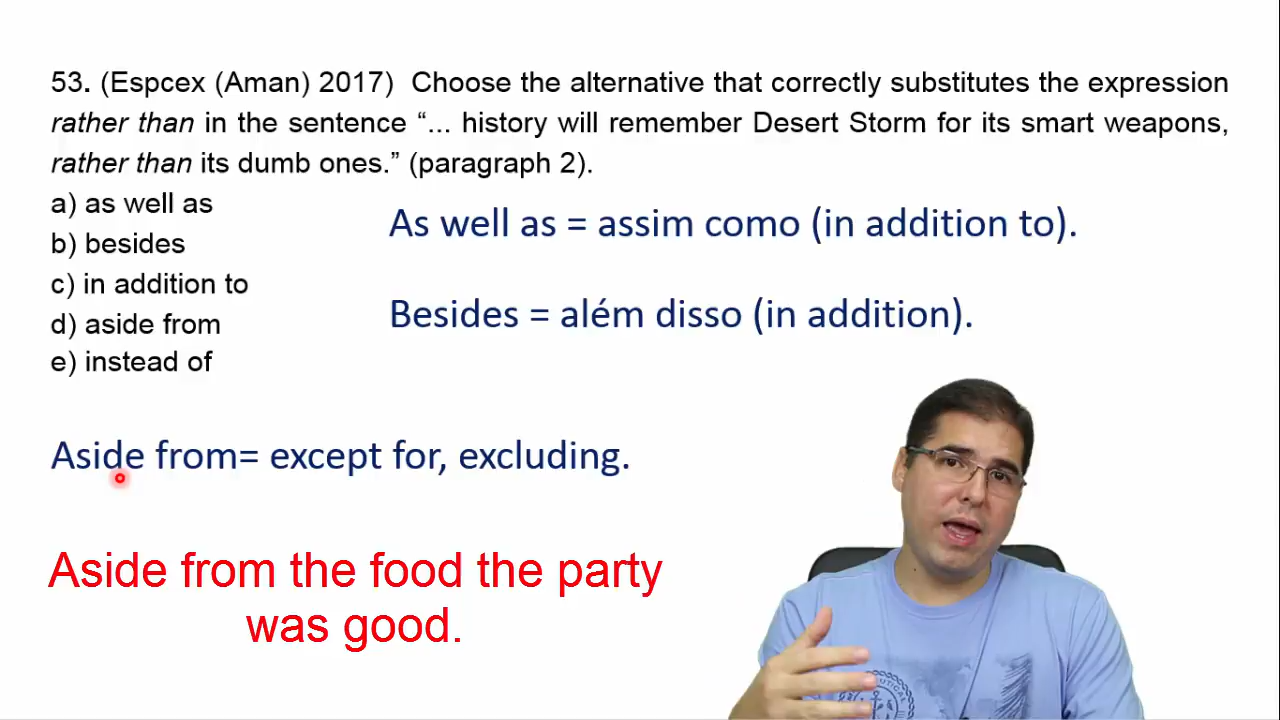 53. (Espcex (Aman) 2017) Choose the alternative that correctly substitutes the expression
rather than in the sentence “... history will remember Desert Storm for its smart weapons,
rather than its dumb ones.” (paragraph 2).
a) as well as
b) besides
c) in addition to
d) aside from
e) instead of
As well as = assim como (in addition to).
Besides = além disso (in addition).
Aside from= except for, excluding.
Aside from the food the party
was good.